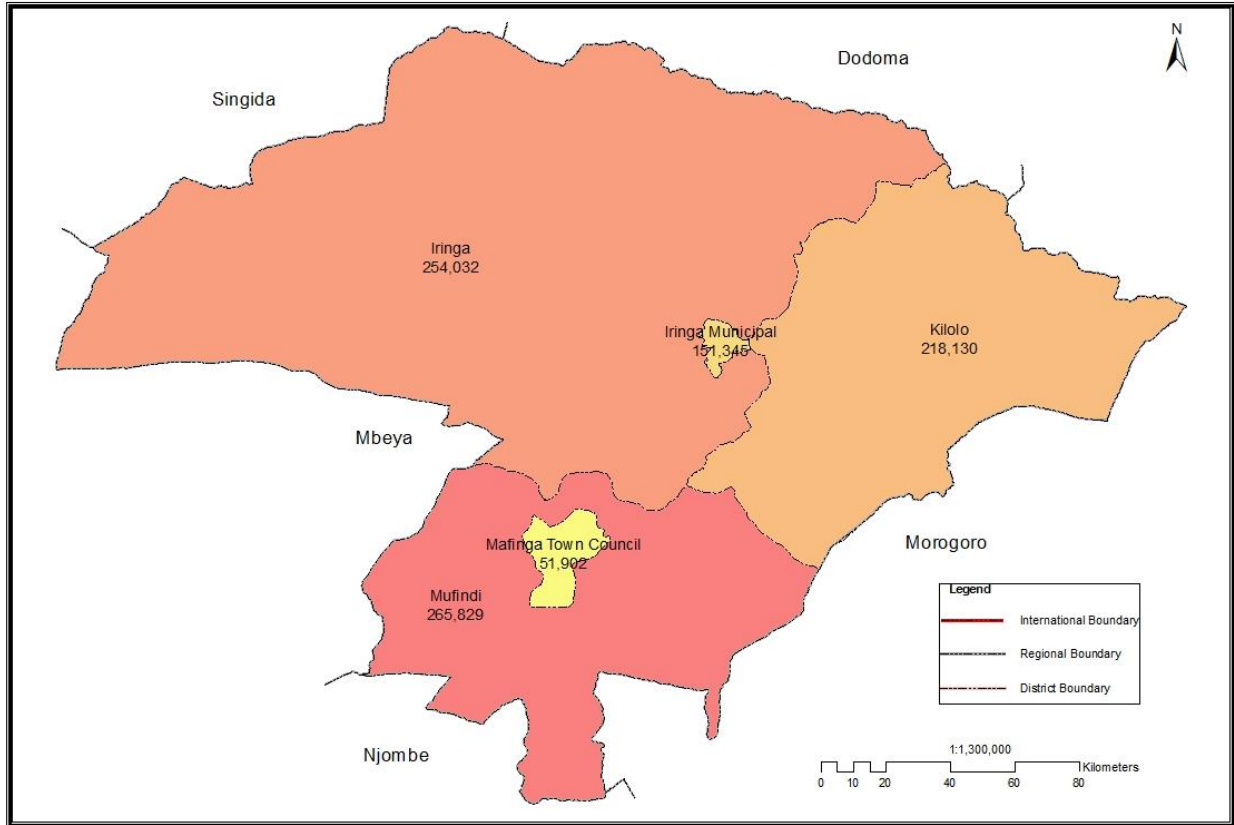 N
Dodoma
Singida
Iringa
254,032
Iringa Municipal
151,345
Kilolo
218,130
Mbeya
Mafinga Town Council
51,902
Morogoro
Mufindi
265,829
Legend
International Boundary
Regional Boundary
District Boundary
Njombe
1:1,300,000
Kilometers
0 10 20 40 60 80